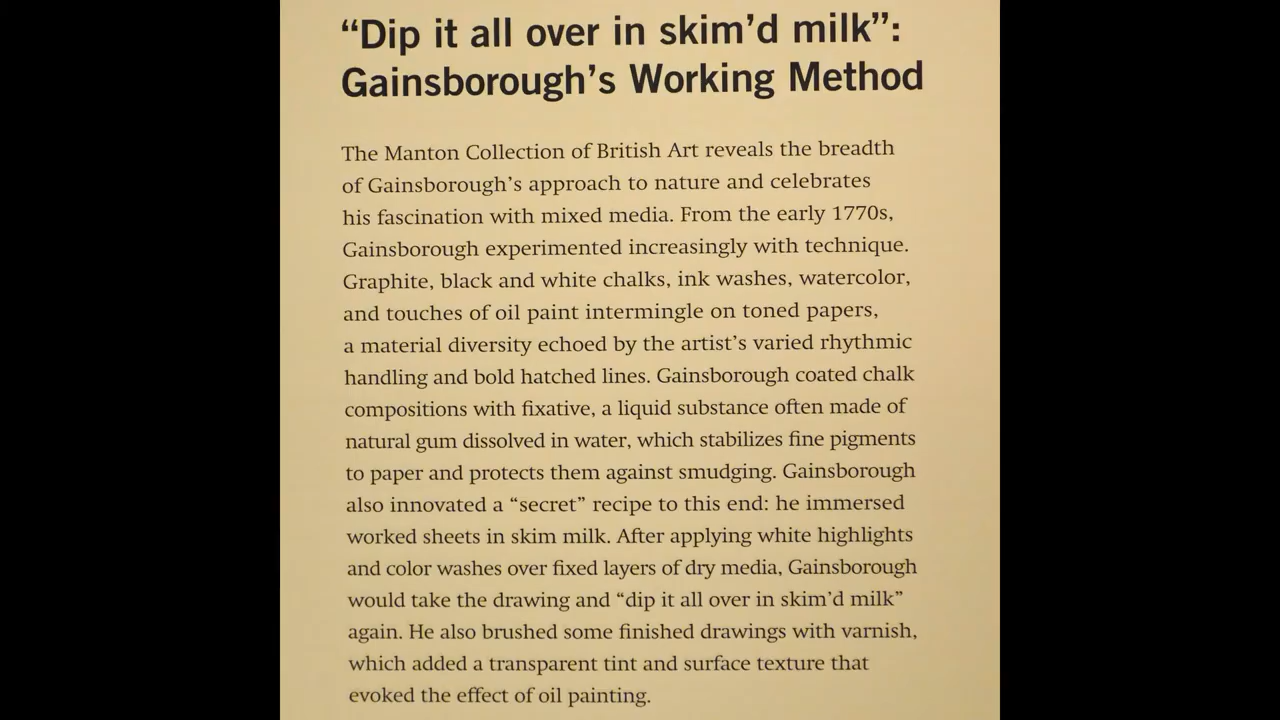 “Dip it all over in skim’d milk”:
Gainsborough’s Working Method
The Manton Collection of British Art reveals the breadth
of Gainsborough’s approach to nature and celebrates
his fascination with mixed media. From the early 1770s,
Gainsborough experimented increasingly with technique.
Graphite, black and white chalks, ink washes, watercolor,
and touches of oil paint intermingle on toned papers,
a material diversity echoed by the artist’s varied rhythmic
handling and bold hatched lines. Gainsborough coated chalk
compositions with fixative, a liquid substance often made of
natural gum dissolved in water, which stabilizes fine pigments
to paper and protects them against smudging. Gainsborough
also innovated a “secret” recipe to this end: he immersed
worked sheets in skim milk. After applying white highlights
and color washes over fixed layers of dry media, Gainsborough
would take the drawing and “dip it all over in skim’d milk”
again. He also brushed some finished drawings with varnish,
which added a transparent tint and surface texture that
evoked the effect of oil painting.